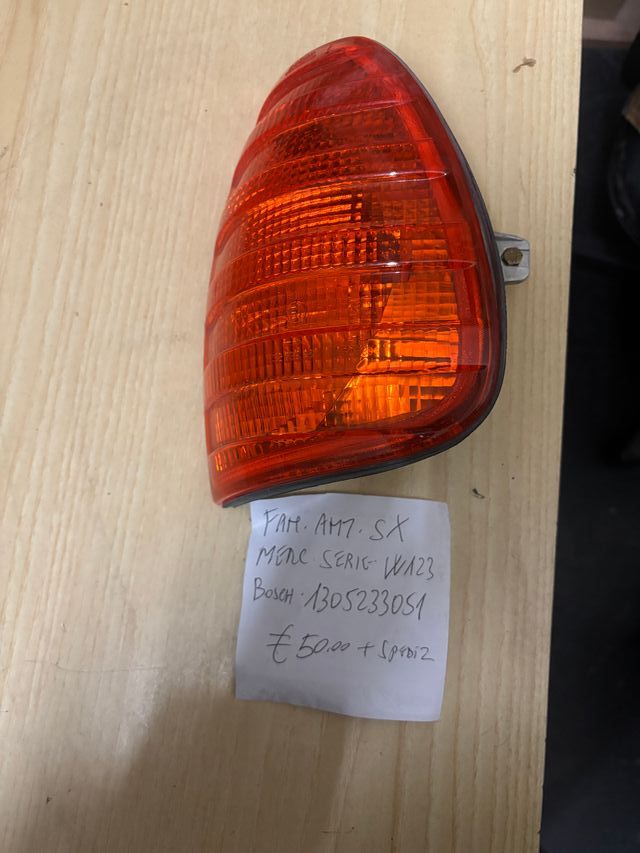 FAN. ANT. SX
MERC. SERIE W123
BOSCH. 1305233051
€ 50.00 + SPEDIZ